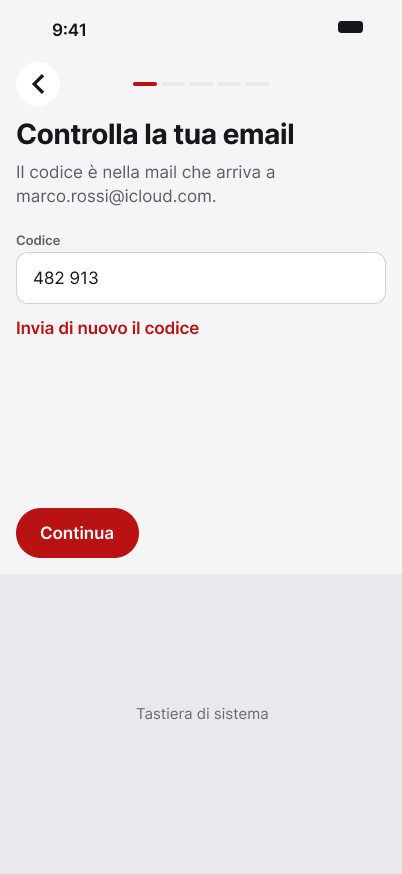 9:41
Controlla la tua email
Il codice è nella mail che arriva a
marco.rossi@icloud.com.
Codice
482 913
Invia di nuovo il codice
Continua
Tastiera di sistema